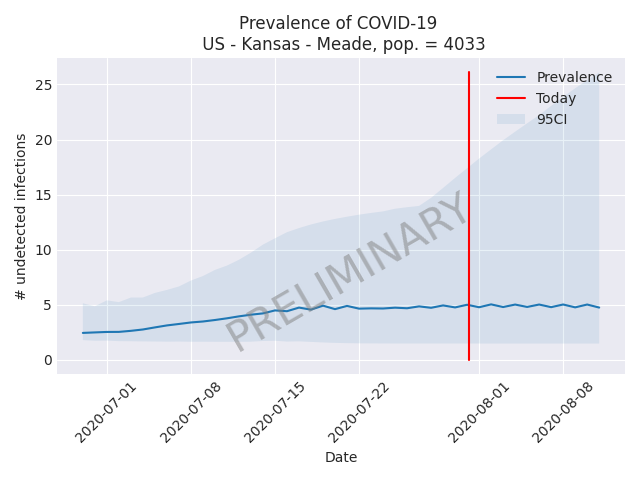 Prevalence of COVID-19
US - Kansas - Meade, pop. = 4033
# undetected infections
25
20
15
10
5
0
Prevalence
Today
95CI
PRELIMINARY
2020-07-01
2020-07-08
2020-07-15
2020-07-22
2020-08-01
2020-08-08
Date